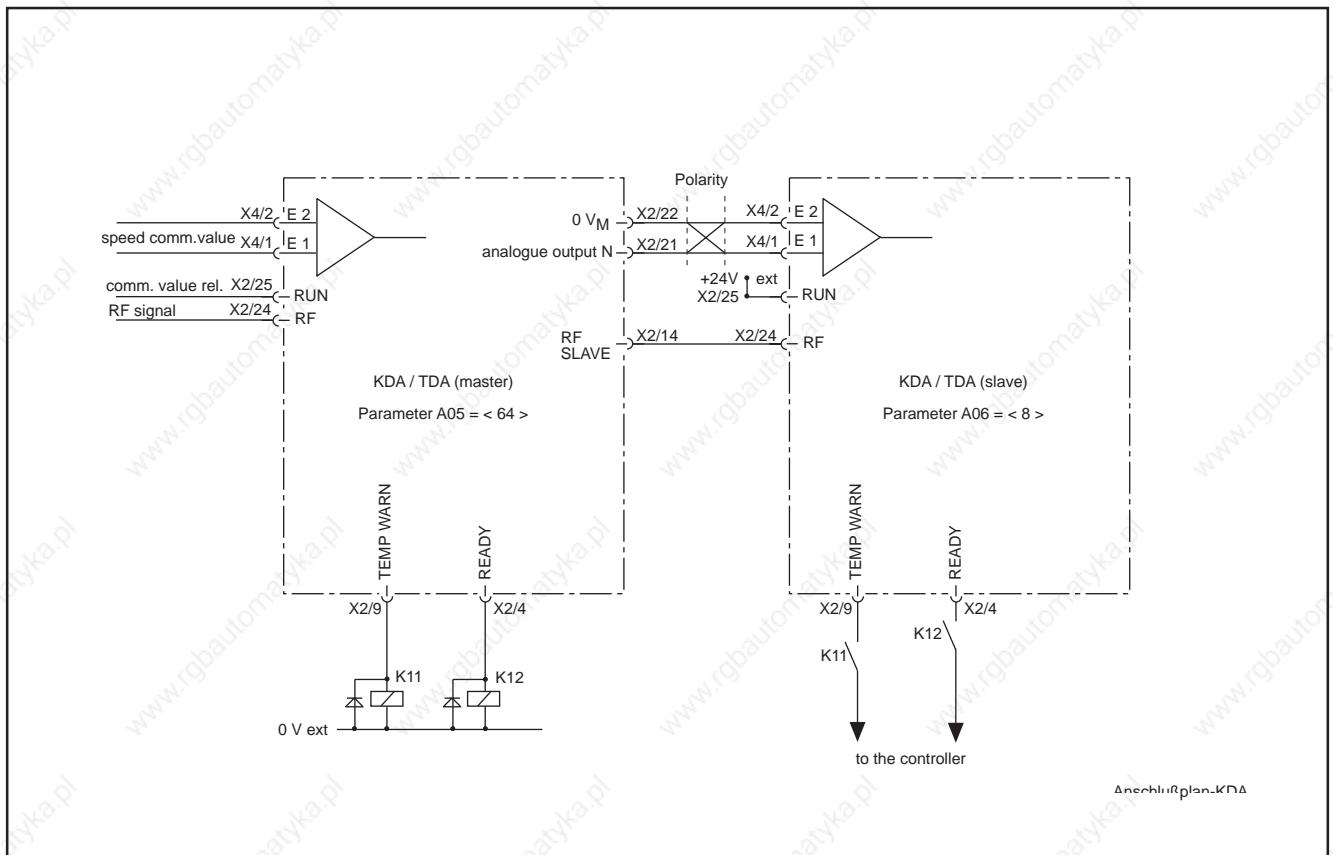 Polarity
X4/2 E 2
speed comm.value X4/1 E 1
comm. value rel. X2/25 RUN
RF signal X2/24 RF
0 VM X2/22 X4/2 E 2
analogue output N X2/21 X4/1 E 1
+24V ext
X2/25 RUN
RF
SLAVE X2/14 X2/24 RF
KDA / TDA (master)
Parameter A05 = < 64 >
KDA / TDA (slave)
Parameter A06 = < 8 >
TEMP WARN
READY
X2/9 X2/4
K11 K12
0 V ext
TEMP WARN
READY
X2/9 X2/4
K11 K12
to the controller
Anschlußplan-KDA
www.rgbautomatyka.pl